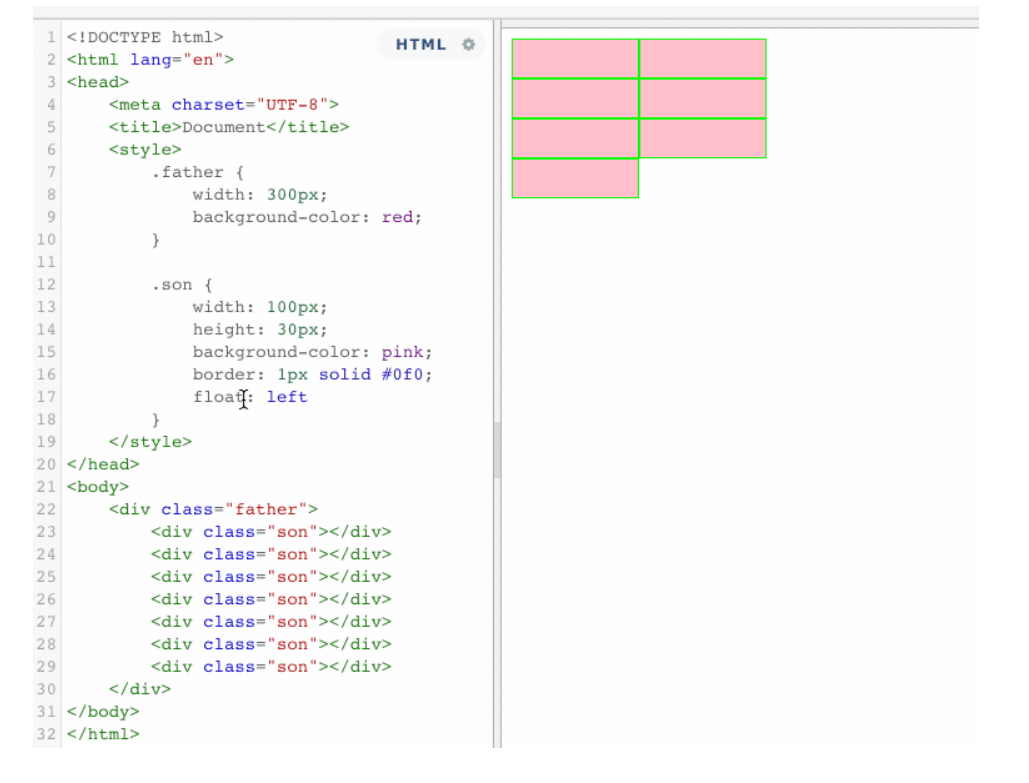 HTML
1 <!DOCTYPE html>
2 <html lang="en">
3 <head>
4     <meta charset="UTF-8">
5     <title>Document</title>
6     <style>
7         .father {
8             width: 300px;
9             background-color: red;
10         }
11
12         .son {
13             width: 100px;
14             height: 30px;
15             background-color: pink;
16             border: 1px solid #0f0;
17             float: left
18         }
19     </style>
20 </head>
21 <body>
22     <div class="father">
23         <div class="son"></div>
24         <div class="son"></div>
25         <div class="son"></div>
26         <div class="son"></div>
27         <div class="son"></div>
28         <div class="son"></div>
29         <div class="son"></div>
30     </div>
31 </body>
32 </html>